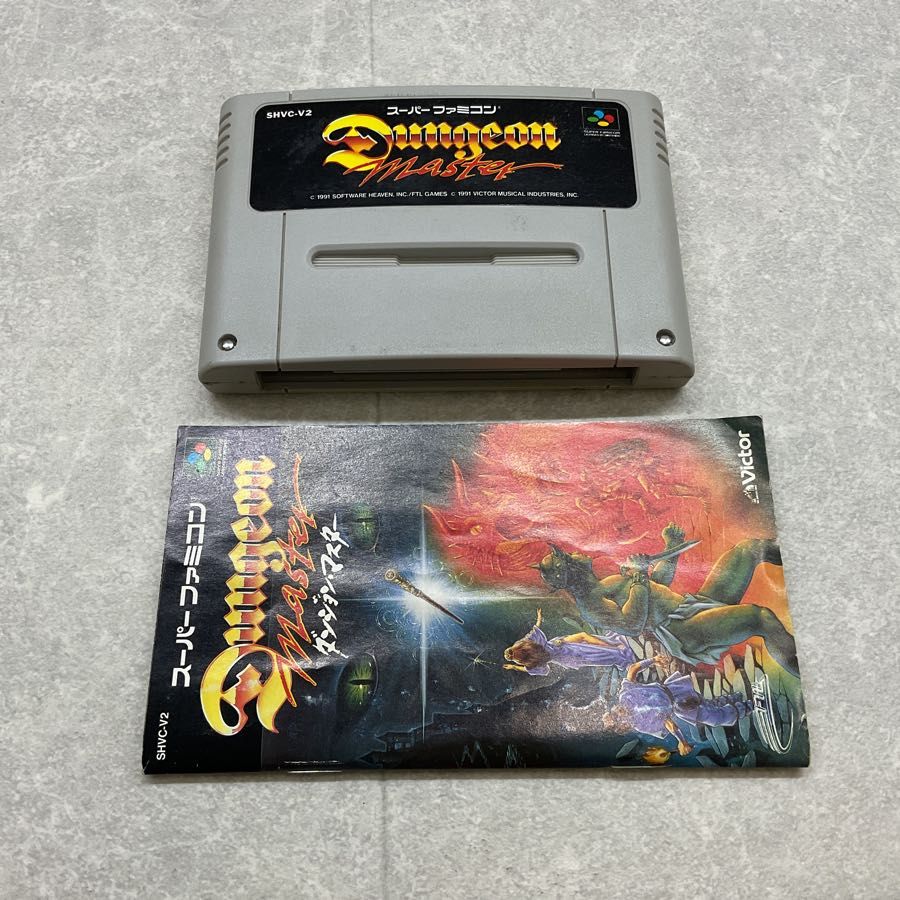 SHVC-V2
スーパーファミコン
Dungeon
Master
SUPER FAMICOM
© 1991 SOFTWARE HEAVEN, INC./FTL GAMES © 1991 VICTOR MUSICAL INDUSTRIES, INC.
SHVC-V2
スーパーファミコン
Dungeon
Master
ダンジョン・マスター
Victor